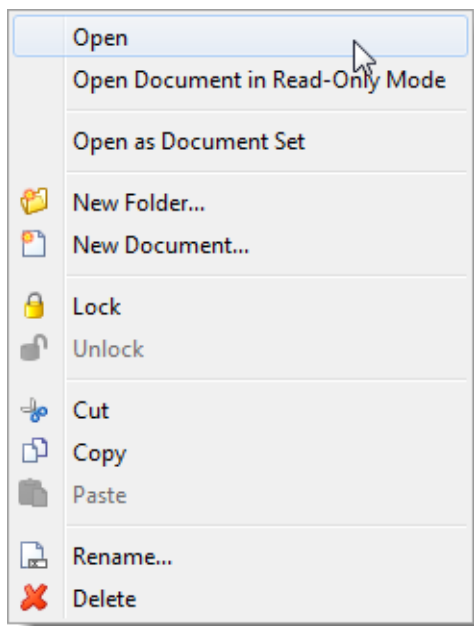 Open
Open Document in Read-Only Mode
Open as Document Set
New Folder...
New Document...
Lock
Unlock
Cut
Copy
Paste
Rename...
Delete